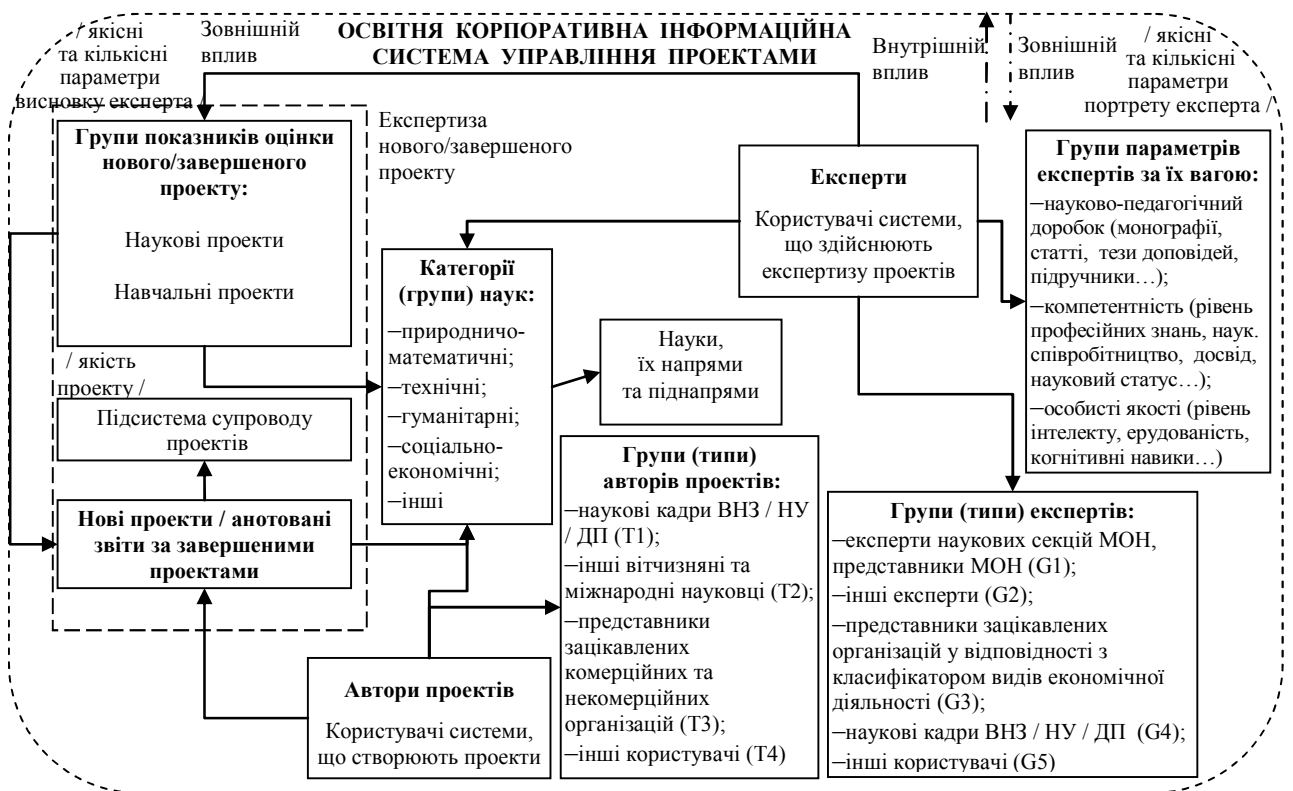 / якісні
та кількісні
параметри
висновку експерта /
Зовнішній
вплив
ОСВІТНЯ КОРПОРАТИВНА ІНФОРМАЦІЙНА
СИСТЕМА УПРАВЛІННЯ ПРОЕКТАМИ
Внутрішній
вплив
Зовнішній
вплив
/ якісні
та кількісні
параметри
портрету експерта /
Групи показників оцінки
нового/завершеного
проекту:
Наукові проекти
Навчальні проекти
Експертиза
нового/завершеного
проекту
Експерти
Користувачі системи,
що здійснюють
експертизу проектів
Групи параметрів
експертів за їх вагою:
–науково-педагогічний
доробок (монографії,
статті, тези доповідей,
підручники…);
–компетентність (рівень
професійних знань, наук.
співробітництво, досвід,
науковий статус…);
–особисті якості (рівень
інтелекту, ерудованість,
когнітивні навики…)
Категорії
(групи) наук:
–природничо-
математичні;
–технічні;
–гуманітарні;
–соціально-
економічні;
–інші
Науки,
їх напрями
та піднапрями
/ якість
проекту /
Підсистема супроводу
проектів
Нові проекти / анотовані
звіти за завершеними
проектами
Групи (типи)
авторів проектів:
–наукові кадри ВНЗ / НУ
/ ДП (T1);
–інші вітчизняні та
міжнародні науковці (T2);
–представники
зацікавлених
комерційних та
некомерційних
організацій (T3);
–інші користувачі (T4)
Групи (типи) експертів:
–експерти наукових секцій МОН,
представники МОН (G1);
–інші експерти (G2);
–представники зацікавлених
організацій у відповідності з
класифікатором видів економічної
діяльності (G3);
–наукові кадри ВНЗ / НУ / ДП (G4);
–інші користувачі (G5)
Автори проектів
Користувачі системи,
що створюють проекти